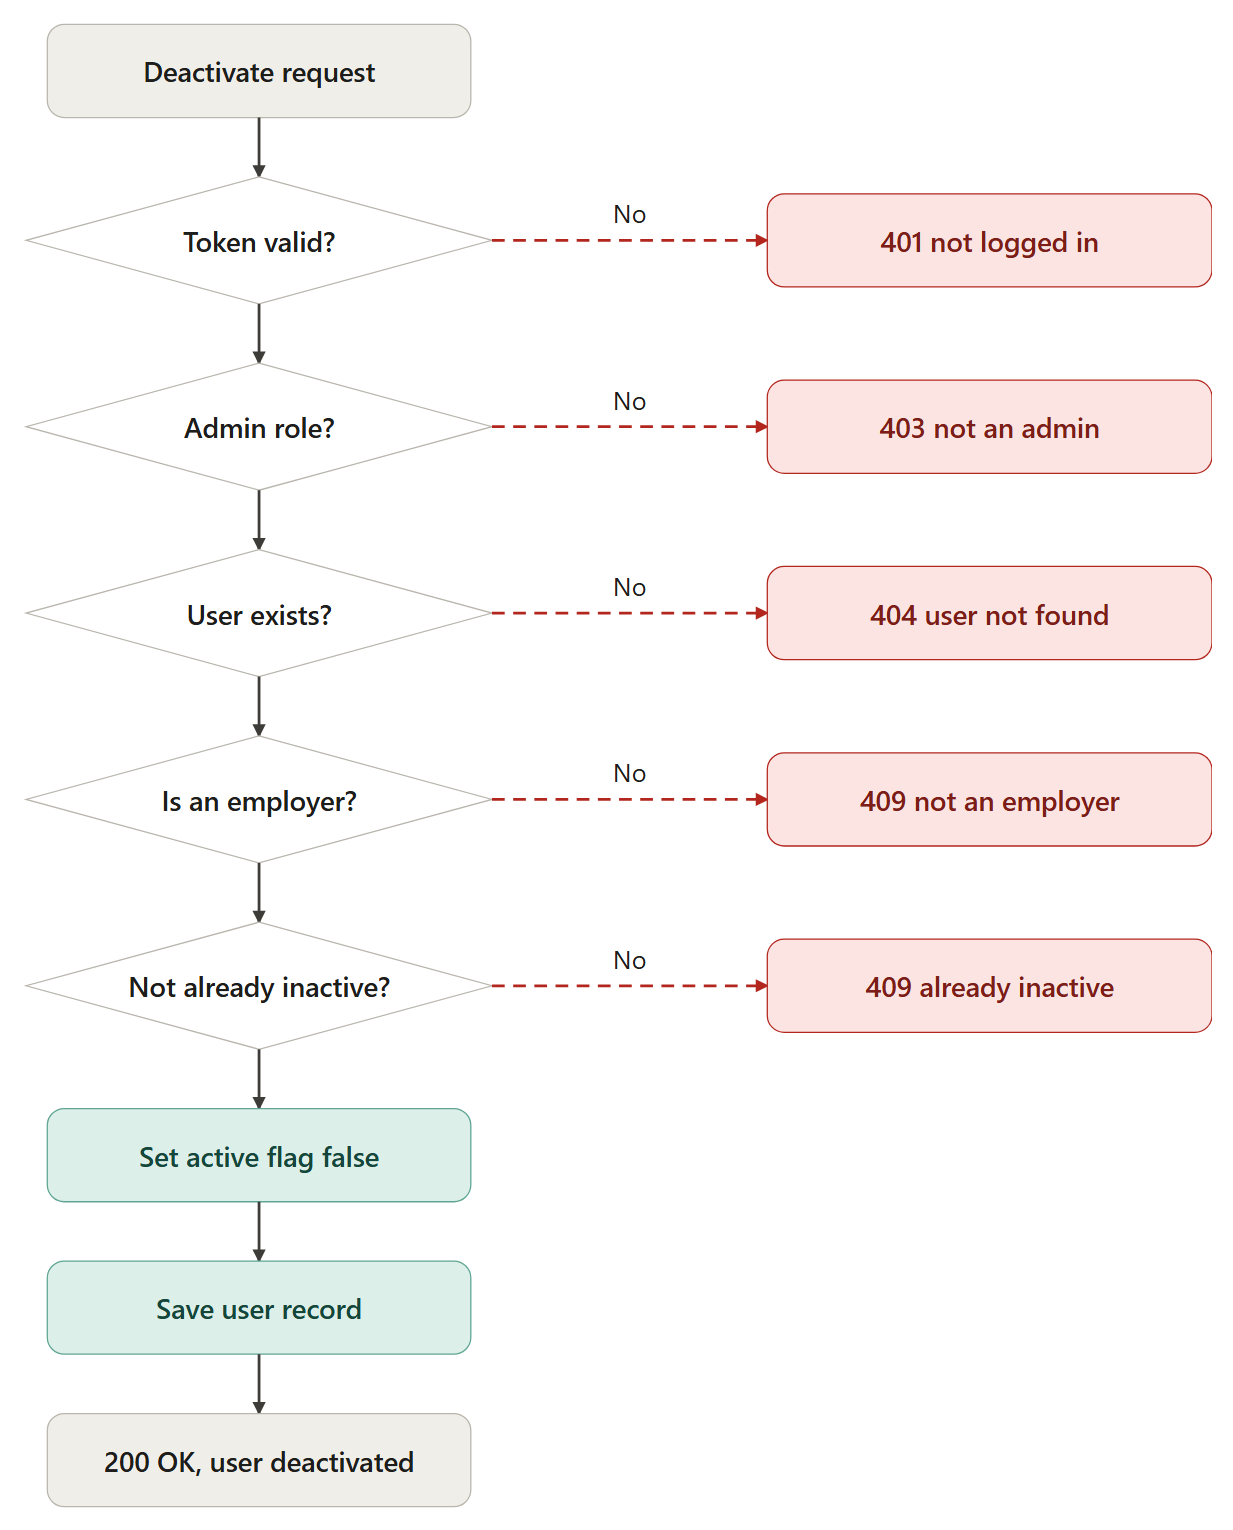 Deactivate request
Token valid?
No
401 not logged in
Admin role?
No
403 not an admin
User exists?
No
404 user not found
Is an employer?
No
409 not an employer
Not already inactive?
No
409 already inactive
Set active flag false
Save user record
200 OK, user deactivated